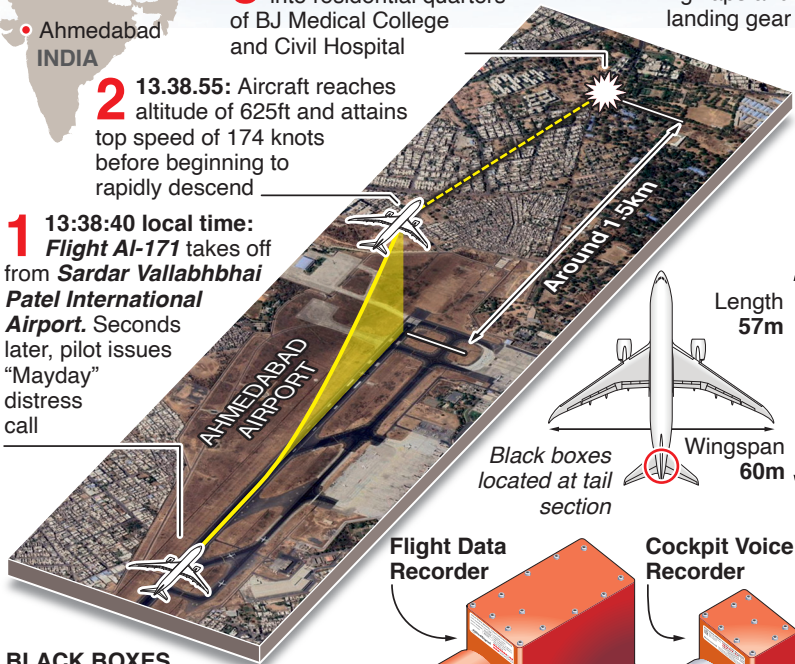 Ahmedabad
INDIA
into residential quarters
of BJ Medical College
and Civil Hospital
landing gear
2 13.38.55: Aircraft reaches
altitude of 625ft and attains
top speed of 174 knots
before beginning to
rapidly descend
1 13:38:40 local time:
Flight AI-171 takes off
from Sardar Vallabhbhai
Patel International
Airport. Seconds
later, pilot issues
“Mayday”
distress
call
Around 1.5km
AHMEDABAD
AIRPORT
Length
57m
Wingspan
60m
Black boxes
located at tail
section
Flight Data
Recorder
Cockpit Voice
Recorder
BLACK BOXES